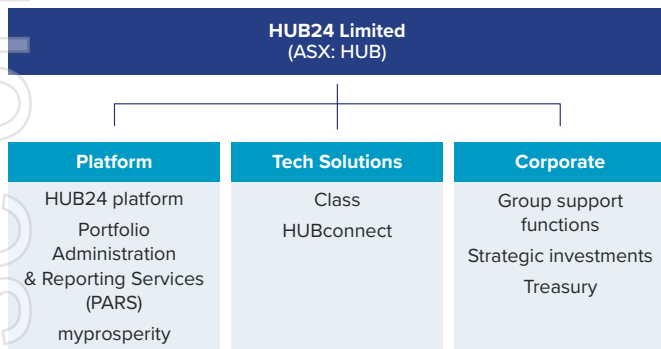 HUB24 Limited
(ASX: HUB)
Platform
HUB24 platform
Portfolio
Administration
& Reporting Services
(PARS)
myprosperity
Tech Solutions
Class
HUBconnect
Corporate
Group support
functions
Strategic investments
Treasury